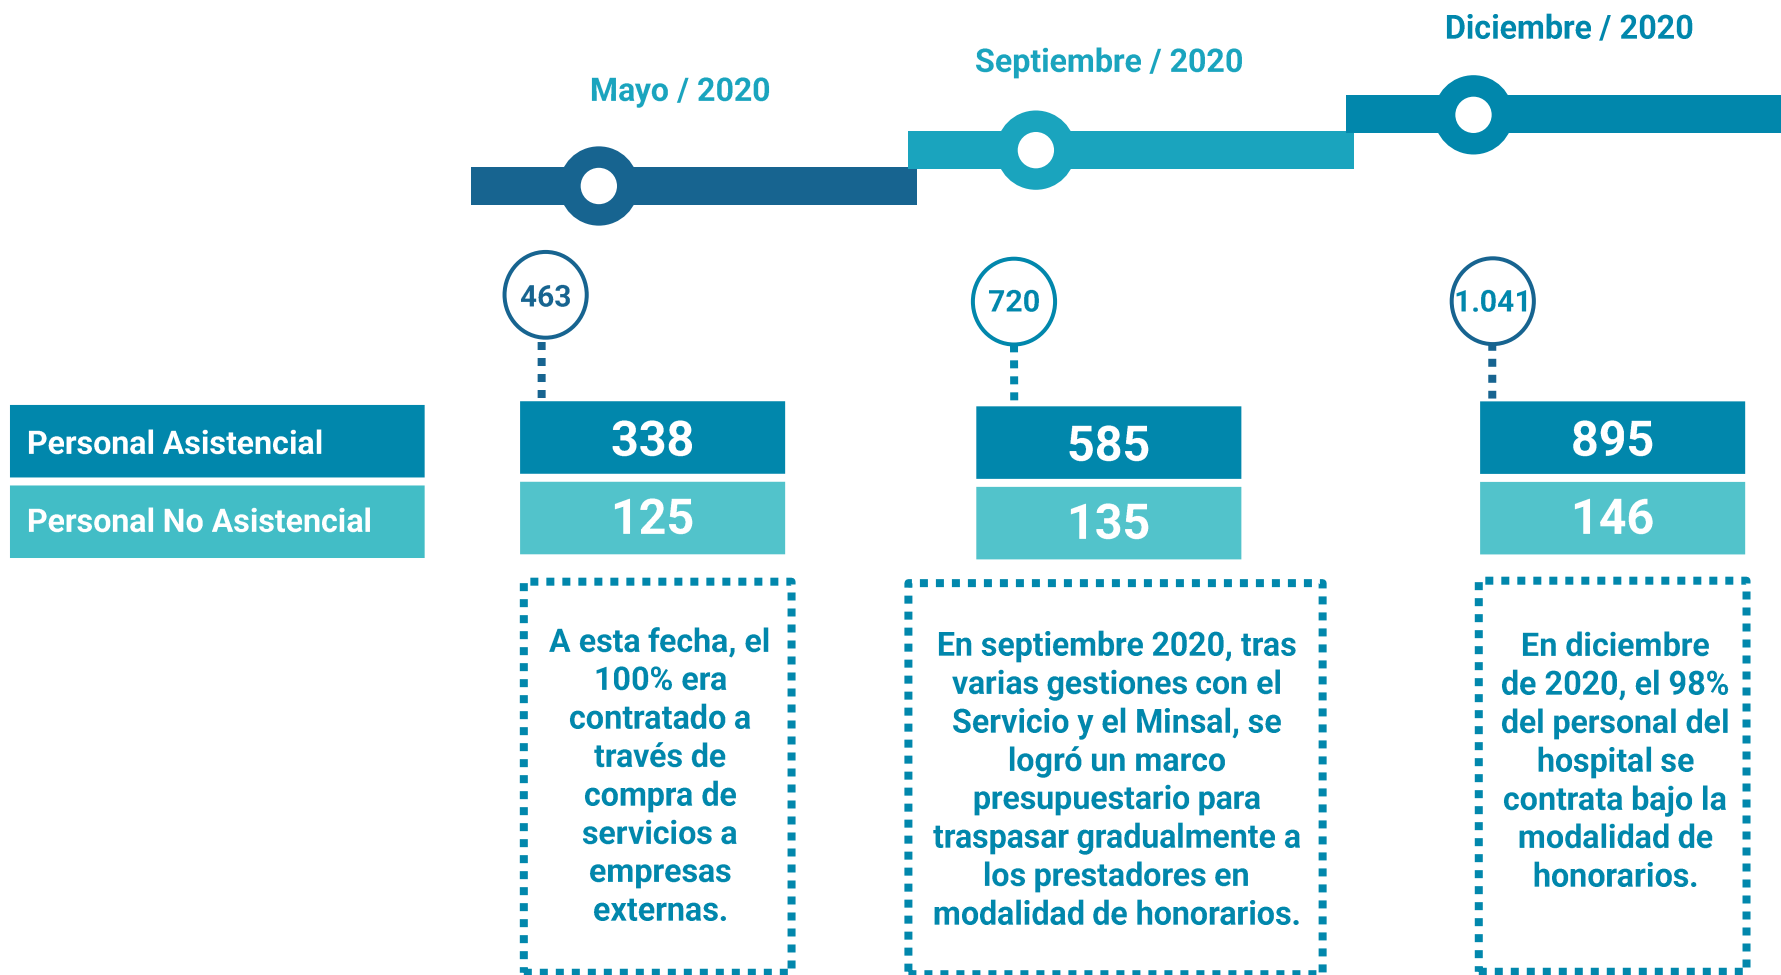 Mayo / 2020
Septiembre / 2020
Diciembre / 2020
463
720
1.041
Personal Asistencial
338
585
895
Personal No Asistencial
125
135
146
A esta fecha, el
100% era
contratado a
través de
compra de
servicios a
empresas
externas.
En septiembre 2020, tras
varias gestiones con el
Servicio y el Minsal, se
logró un marco
presupuestario para
traspasar gradualmente a
los prestadores en
modalidad de honorarios.
En diciembre
de 2020, el 98%
del personal del
hospital se
contrata bajo la
modalidad de
honorarios.